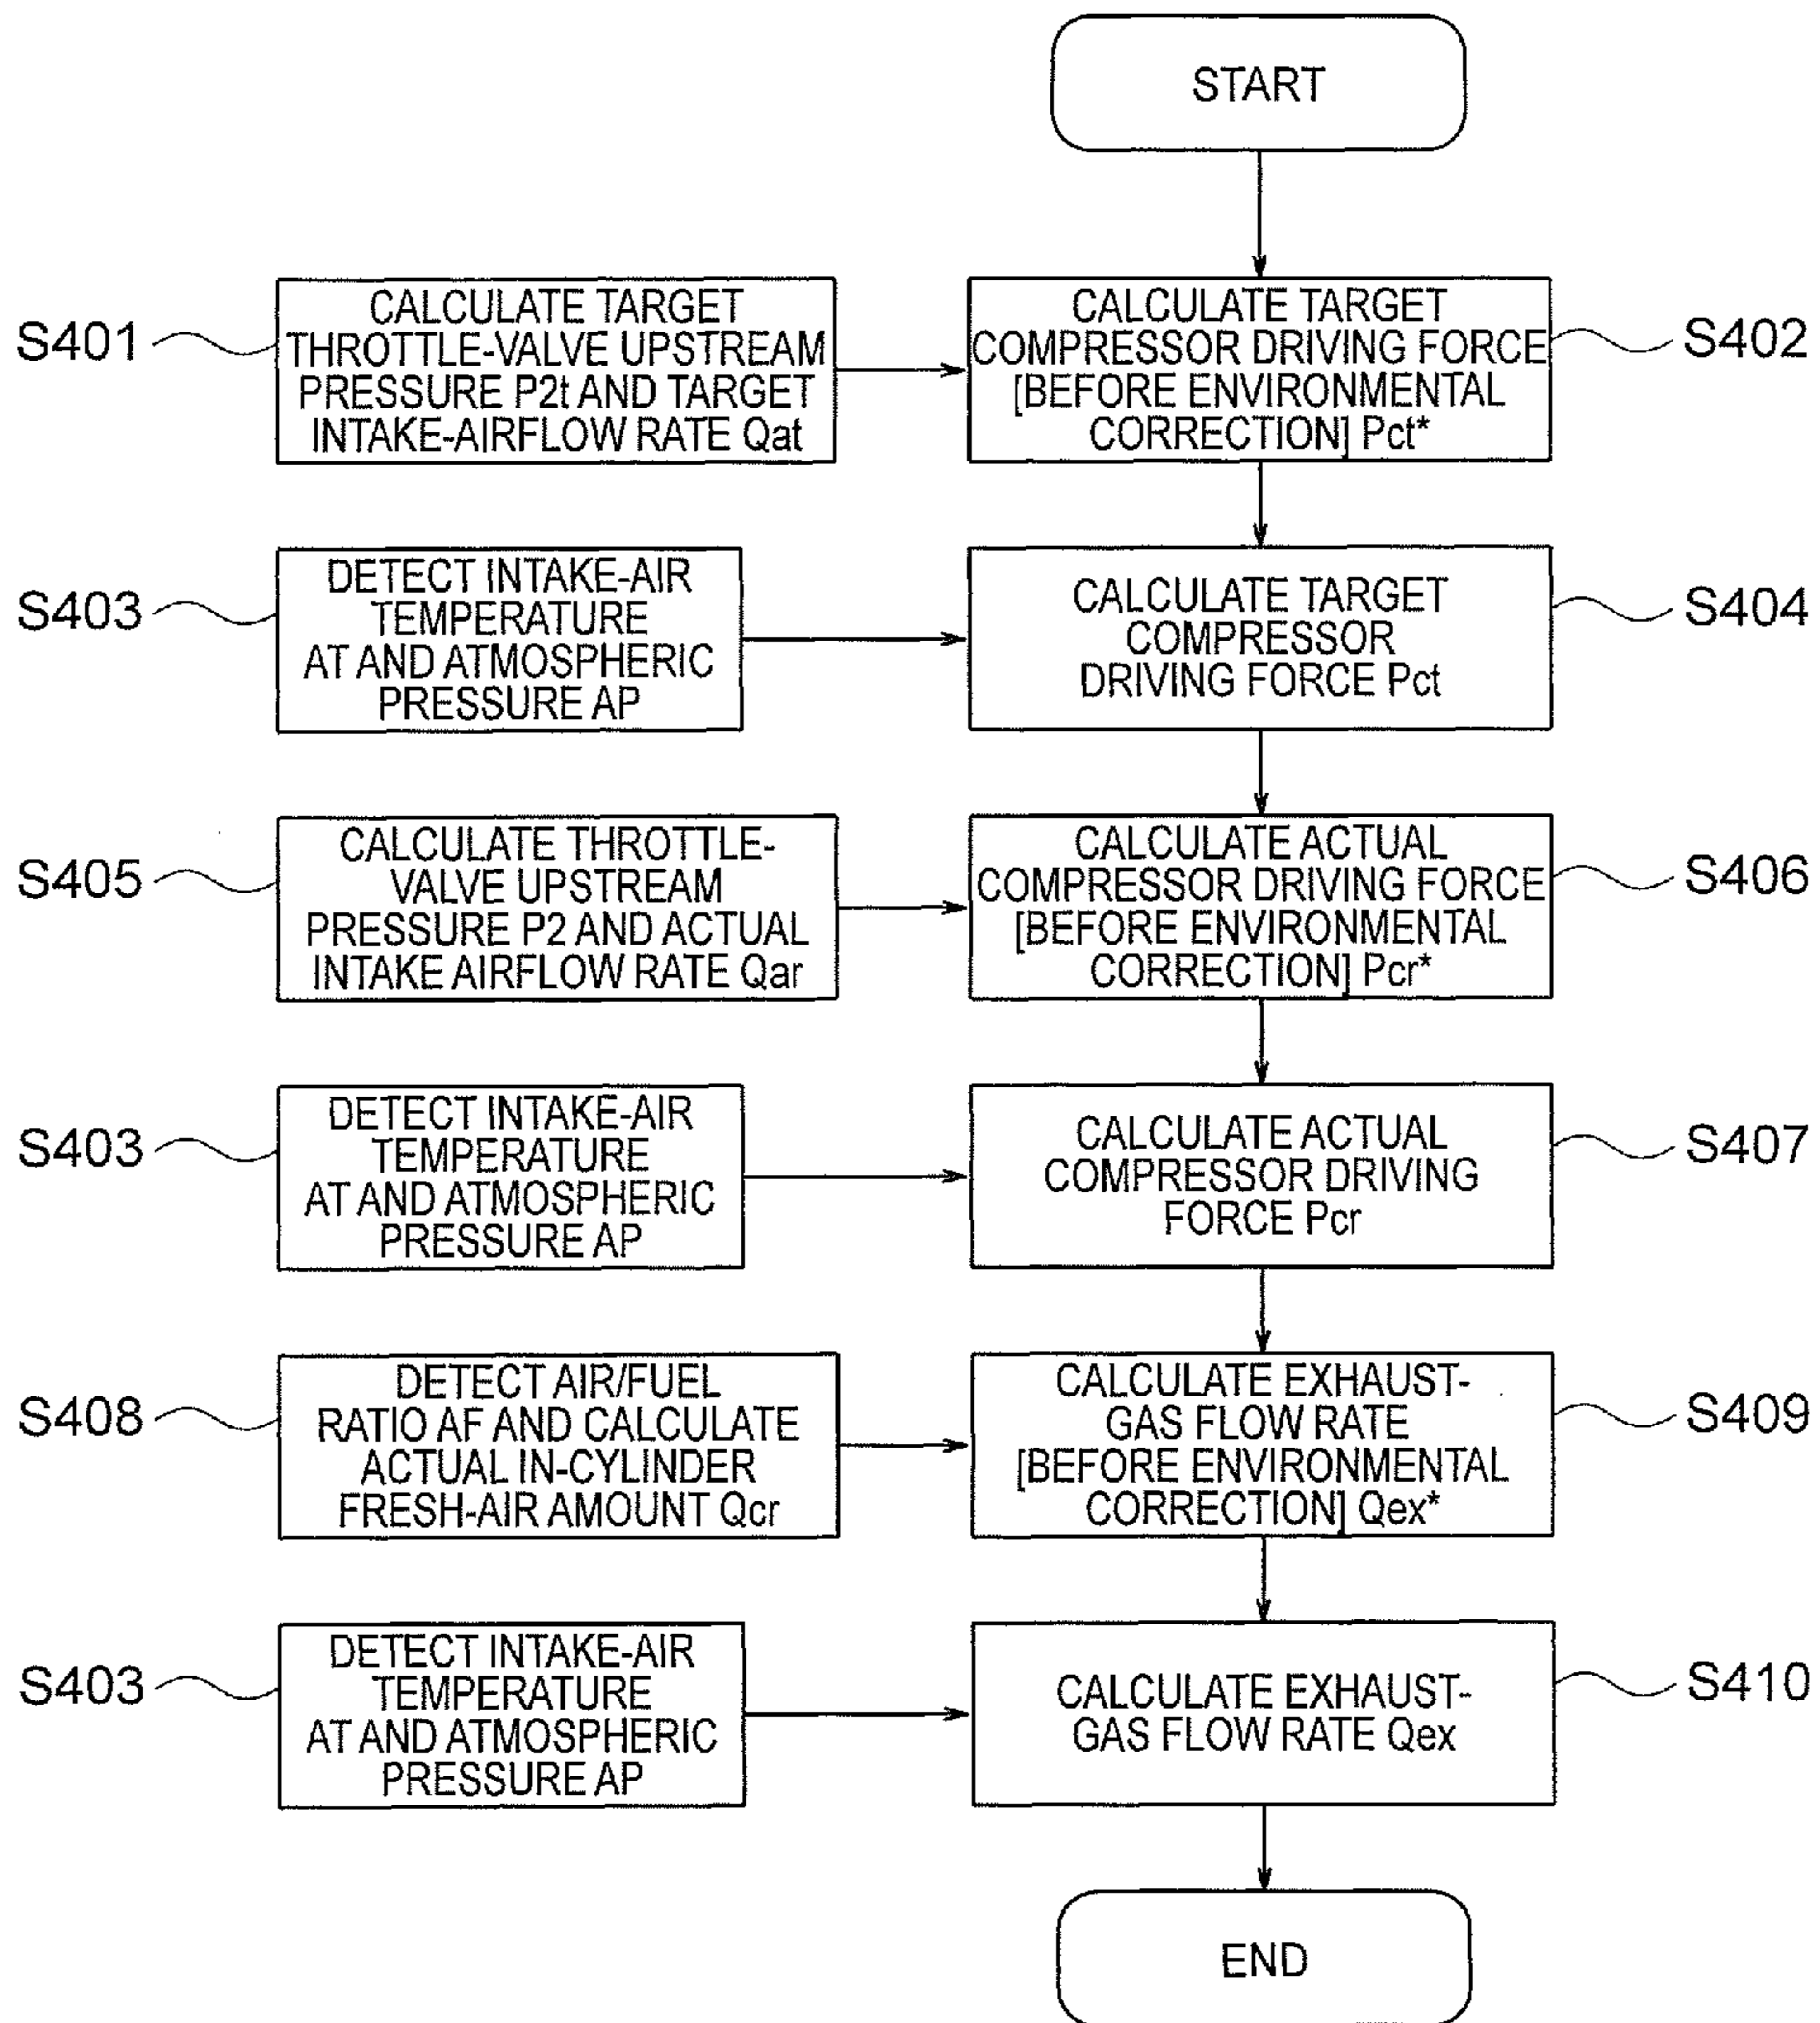 START
S401
CALCULATE TARGET
THROTTLE-VALVE UPSTREAM
PRESSURE P2t AND TARGET
INTAKE-AIRFLOW RATE Qat
CALCULATE TARGET
COMPRESSOR DRIVING FORCE
[BEFORE ENVIRONMENTAL
CORRECTION] Pct*
S402
S403
DETECT INTAKE-AIR
TEMPERATURE
AT AND ATMOSPHERIC
PRESSURE AP
CALCULATE TARGET
COMPRESSOR
DRIVING FORCE Pct
S404
S405
CALCULATE THROTTLE-
VALVE UPSTREAM
PRESSURE P2 AND ACTUAL
INTAKE AIRFLOW RATE Qar
CALCULATE ACTUAL
COMPRESSOR DRIVING FORCE
[BEFORE ENVIRONMENTAL
CORRECTION] Pcr*
S406
S403
DETECT INTAKE-AIR
TEMPERATURE
AT AND ATMOSPHERIC
PRESSURE AP
CALCULATE ACTUAL
COMPRESSOR DRIVING
FORCE Pcr
S407
S408
DETECT AIR/FUEL
RATIO AF AND CALCULATE
ACTUAL IN-CYLINDER
FRESH-AIR AMOUNT Qcr
CALCULATE EXHAUST-
GAS FLOW RATE
[BEFORE ENVIRONMENTAL
CORRECTION] Qex*
S409
S403
DETECT INTAKE-AIR
TEMPERATURE
AT AND ATMOSPHERIC
PRESSURE AP
CALCULATE EXHAUST-
GAS FLOW RATE Qex
S410
END